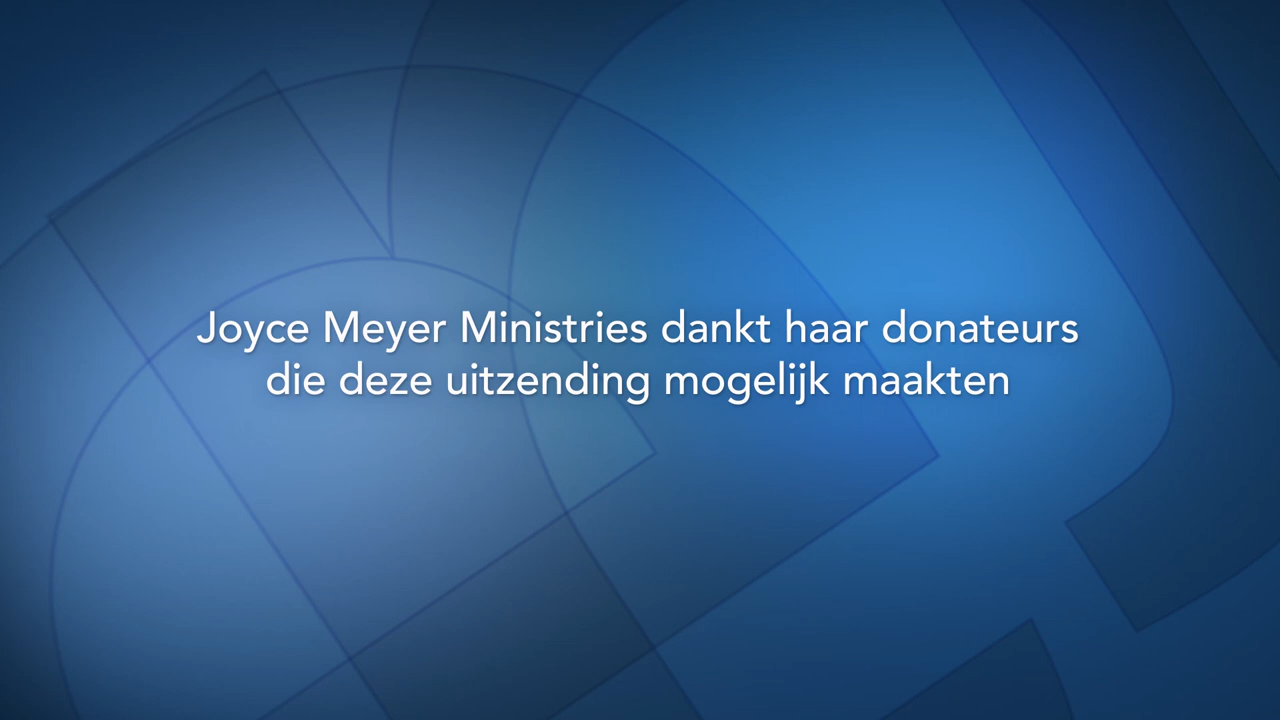 Joyce Meyer Ministries dankt haar donateurs
die deze uitzending mogelijk maakten